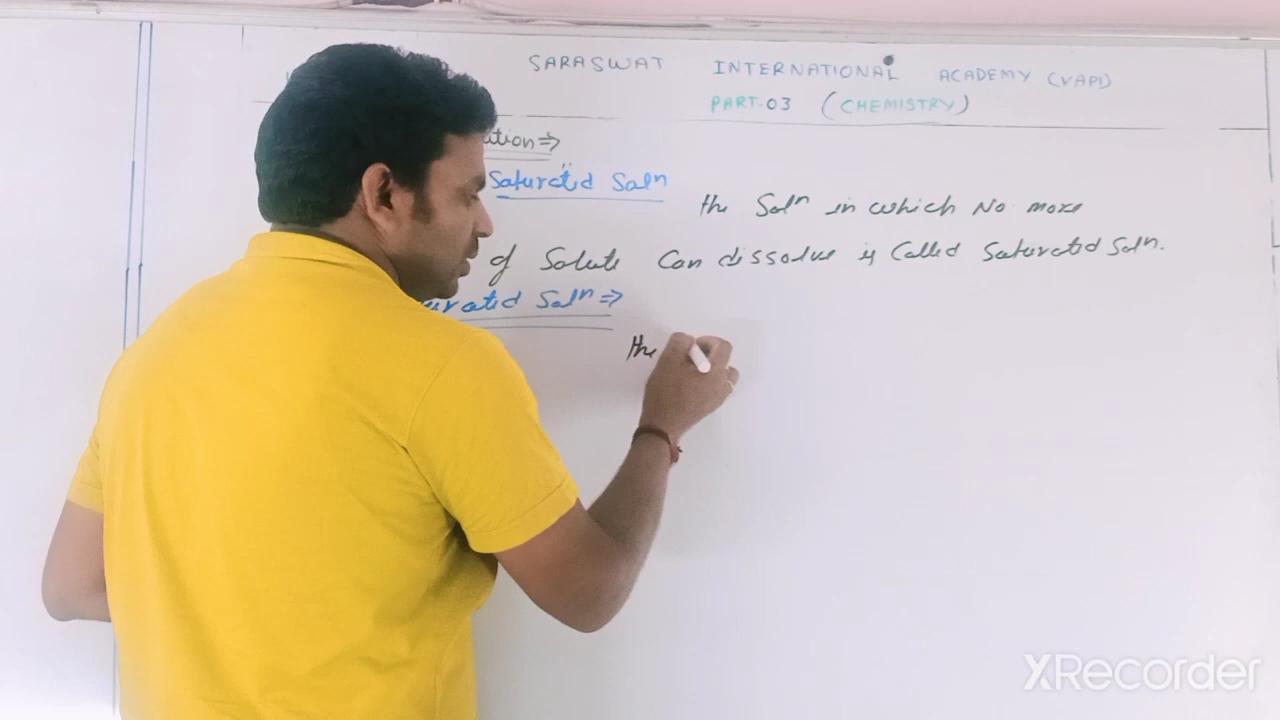 SARASWAT INTERNATIONAL ACADEMY (VAPI)
PART-03 (CHEMISTRY)
ution⇒
Saturated Solⁿ
the Solⁿ in which No more
of Solute Can dissolve is Called Saturated Solⁿ.
urated Solⁿ⇒
the
XRecorder